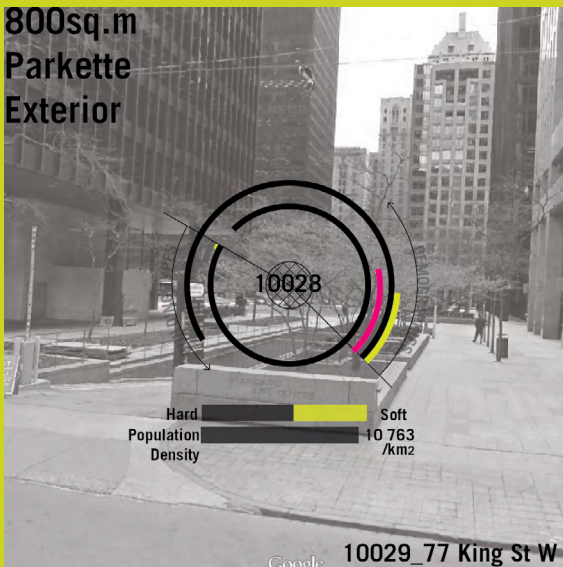 800sq.m
Parkette
Exterior
10028
Hard Soft
Population 10 763
Density /km2
Google
10029_77 King St W